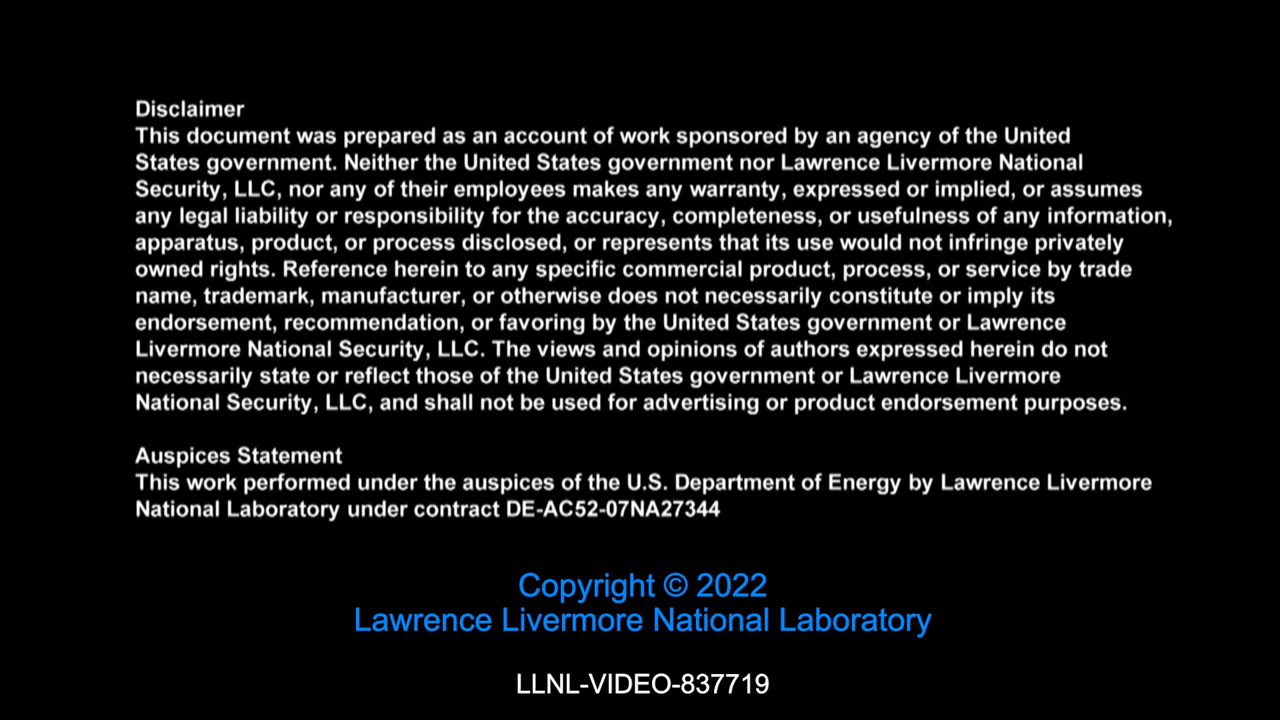 Disclaimer
This document was prepared as an account of work sponsored by an agency of the United
States government. Neither the United States government nor Lawrence Livermore National
Security, LLC, nor any of their employees makes any warranty, expressed or implied, or assumes
any legal liability or responsibility for the accuracy, completeness, or usefulness of any information,
apparatus, product, or process disclosed, or represents that its use would not infringe privately
owned rights. Reference herein to any specific commercial product, process, or service by trade
name, trademark, manufacturer, or otherwise does not necessarily constitute or imply its
endorsement, recommendation, or favoring by the United States government or Lawrence
Livermore National Security, LLC. The views and opinions of authors expressed herein do not
necessarily state or reflect those of the United States government or Lawrence Livermore
National Security, LLC, and shall not be used for advertising or product endorsement purposes.
Auspices Statement
This work performed under the auspices of the U.S. Department of Energy by Lawrence Livermore
National Laboratory under contract DE-AC52-07NA27344
Copyright © 2022
Lawrence Livermore National Laboratory
LLNL-VIDEO-837719